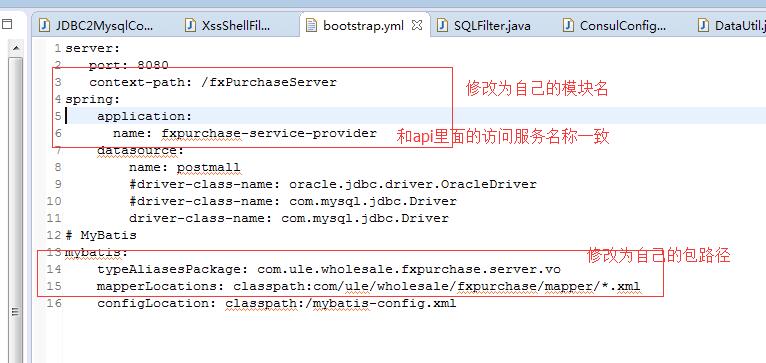 JDBC2MysqlCo... XssShellFil... bootstrap.yml SQLFilter.java ConsulConfig... DataUtil.j
1 server:
2 port: 8080
3 context-path: /fxPurchaseServer
修改为自己的模块名
4 spring:
5 application:
6 name: fxpurchase-service-provider
和api里面的访问服务名称一致
7 datasource:
8 name: postmall
9 #driver-class-name: oracle.jdbc.driver.OracleDriver
10 #driver-class-name: com.mysql.jdbc.Driver
11 driver-class-name: com.mysql.jdbc.Driver
12 # MyBatis
13 mybatis:
修改为自己的包路径
14 typeAliasesPackage: com.ule.wholesale.fxpurchase.server.vo
15 mapperLocations: classpath:com/ule/wholesale/fxpurchase/mapper/*.xml
16 configLocation: classpath:/mybatis-config.xml